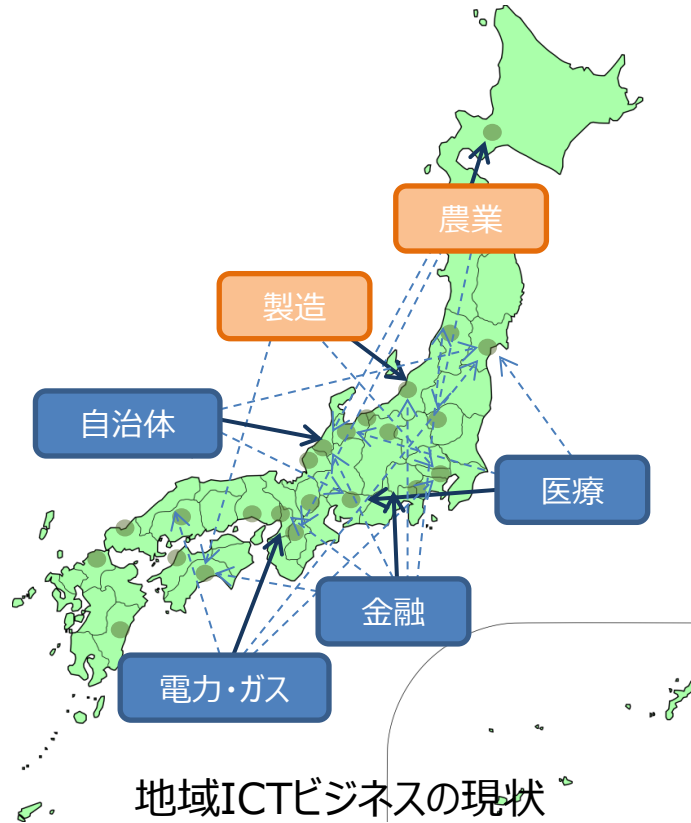 農業
製造
自治体
医療
金融
電力・ガス
地域ICTビジネスの現状